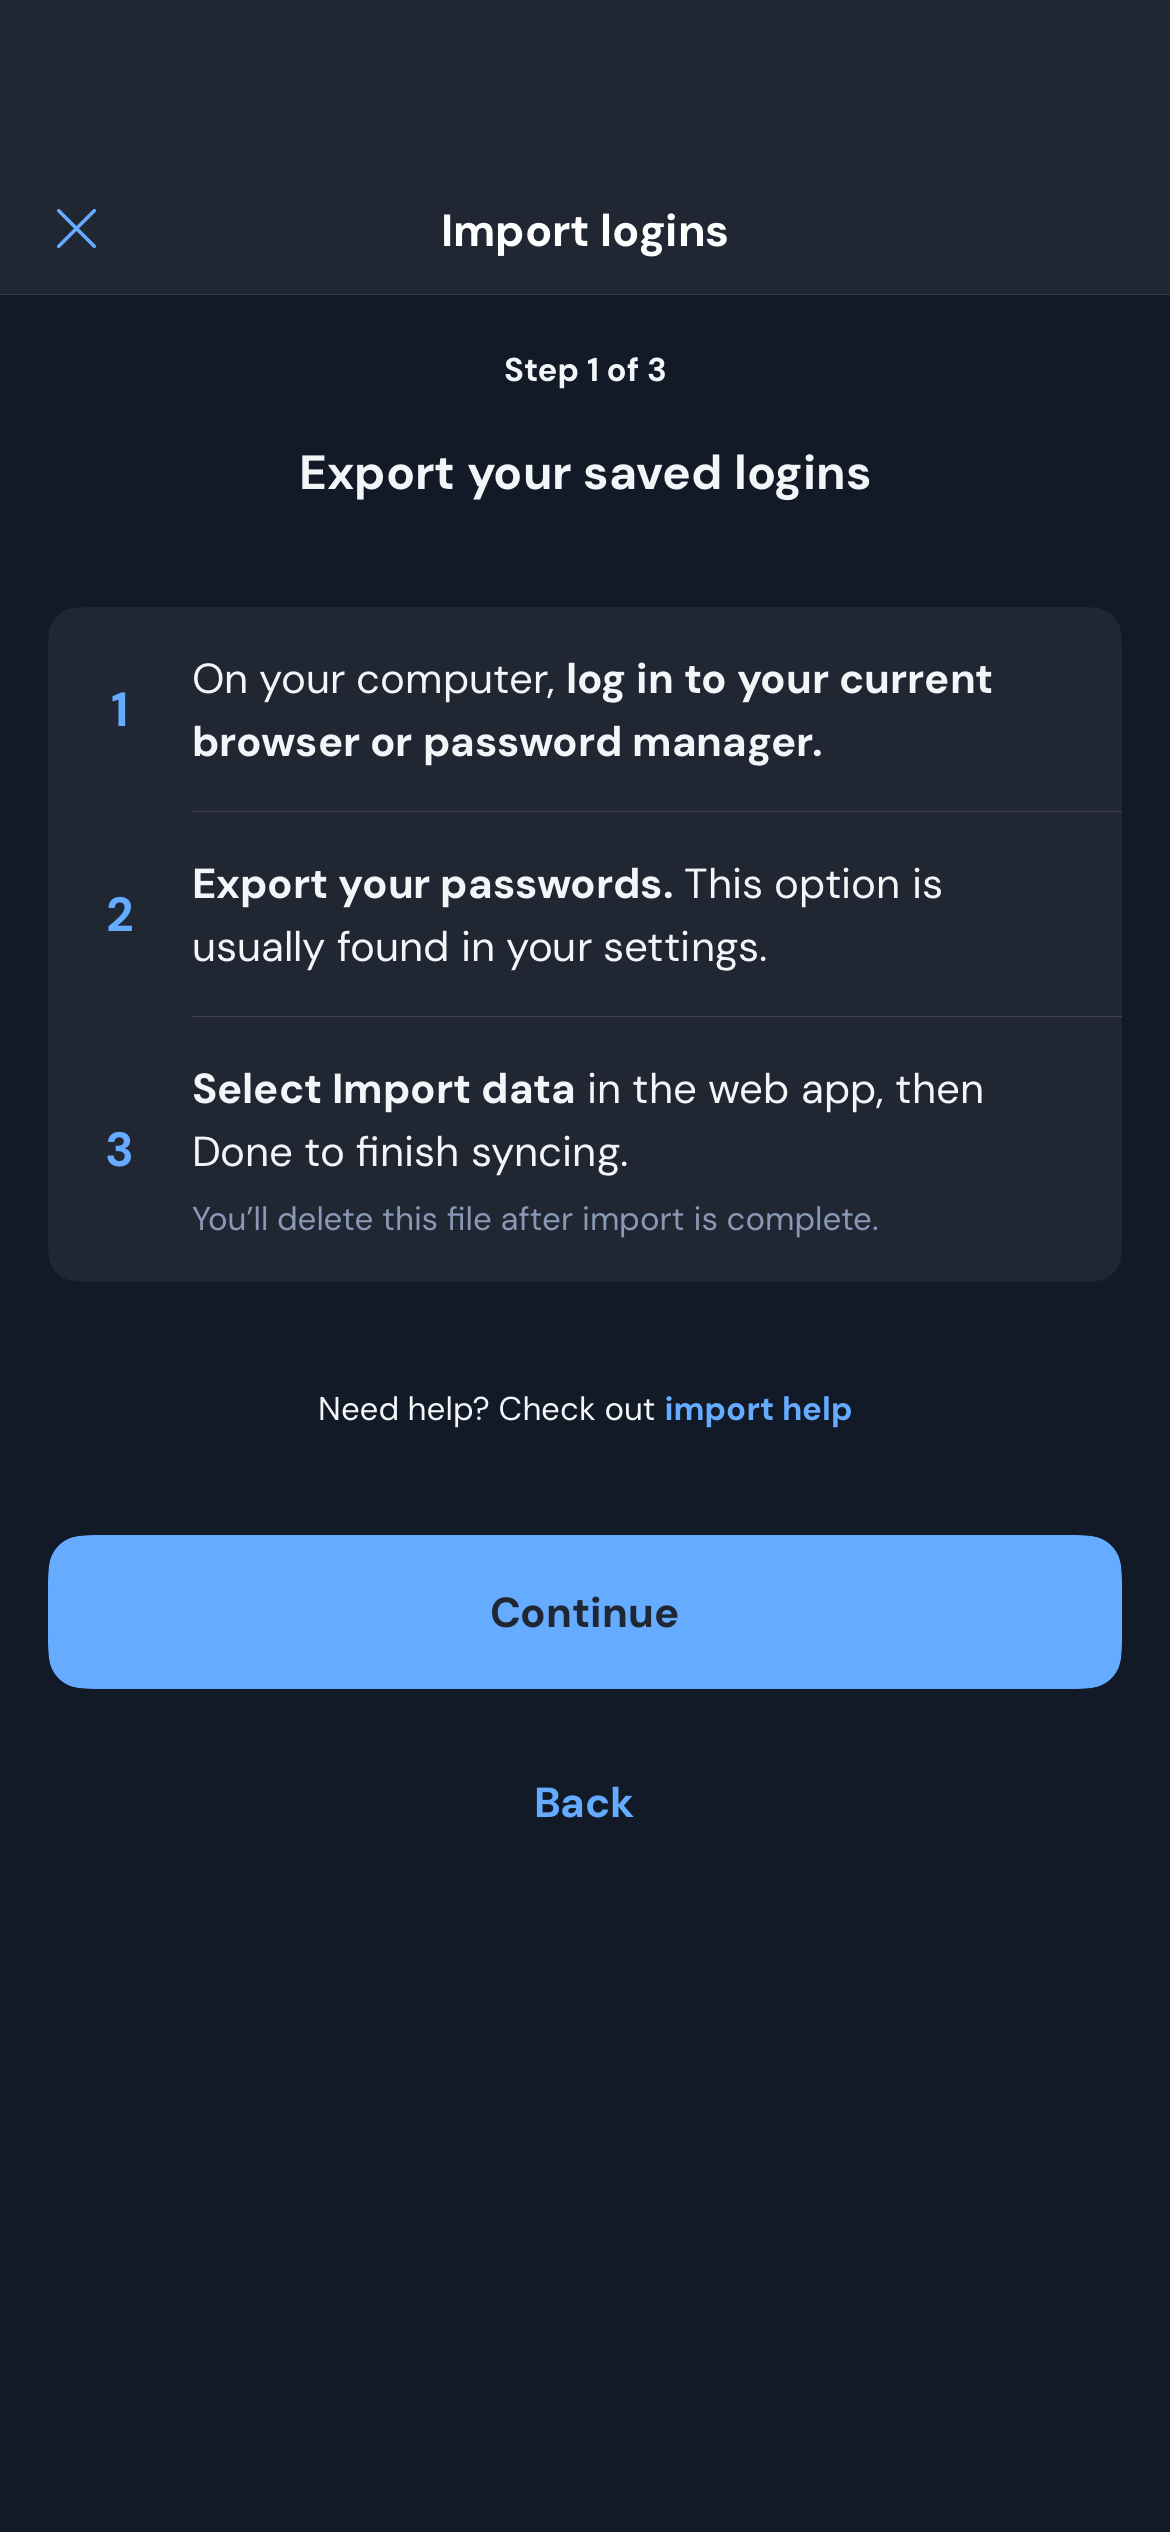 Import logins
Step 1 of 3
Export your saved logins
1
On your computer, log in to your current
browser or password manager.
2
Export your passwords. This option is
usually found in your settings.
3
Select Import data in the web app, then
Done to finish syncing.
You’ll delete this file after import is complete.
Need help? Check out import help
Continue
Back